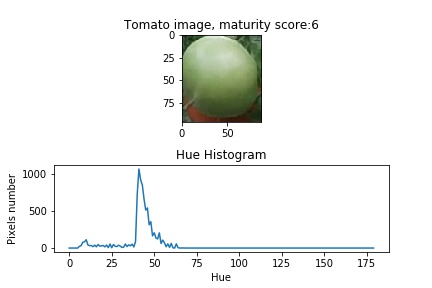 Tomato image, maturity score:6
0
25
50
75
0 50
Hue Histogram
Pixels number
1000
500
0
0 25 50 75 100 125 150 175
Hue